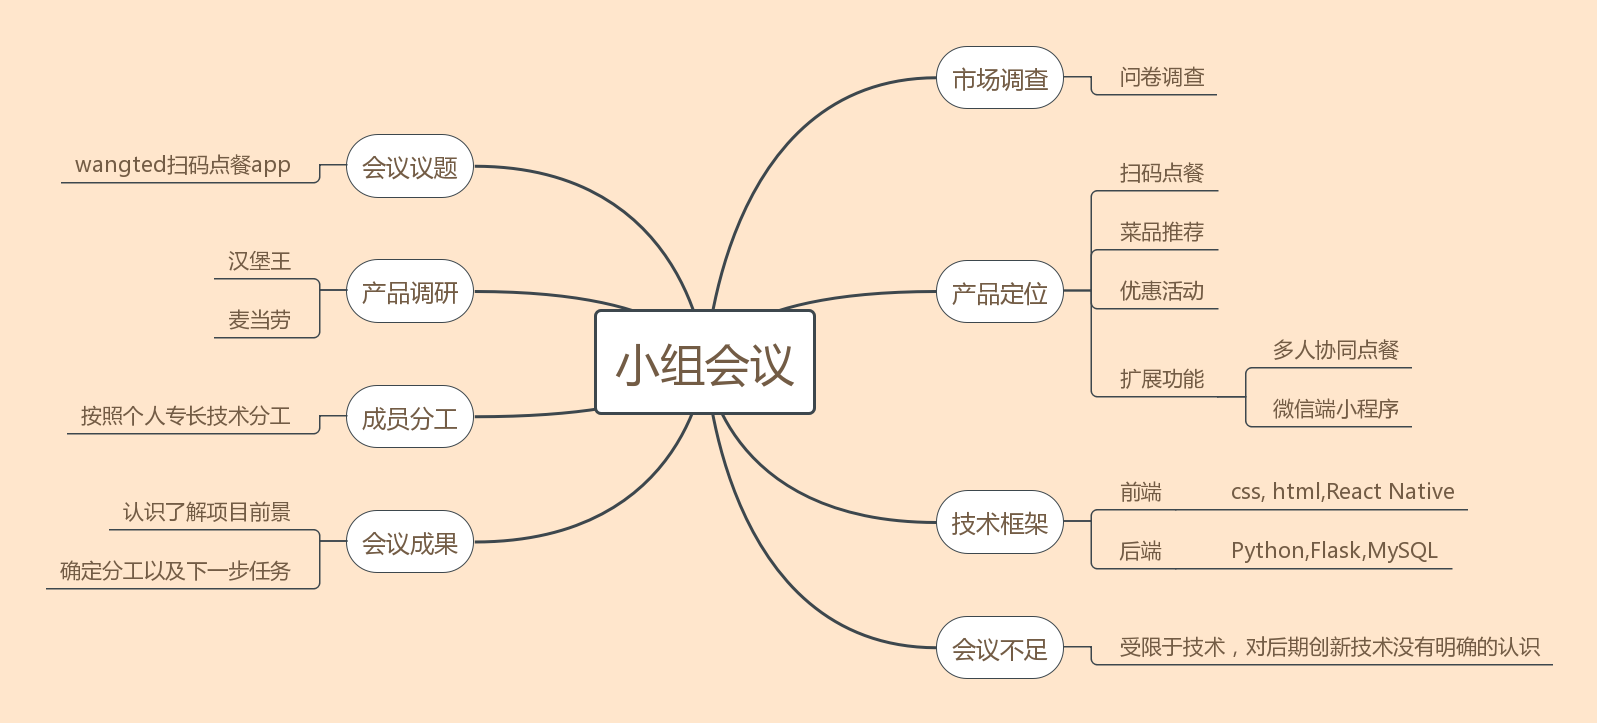 小组会议
市场调查
问卷调查
产品定位
扫码点餐
菜品推荐
优惠活动
扩展功能
多人协同点餐
微信端小程序
技术框架
前端
css, html,React Native
后端
Python,Flask,MySQL
会议不足
受限于技术，对后期创新技术没有明确的认识
会议议题
wangted扫码点餐app
产品调研
汉堡王
麦当劳
成员分工
按照个人专长技术分工
会议成果
认识了解项目前景
确定分工以及下一步任务